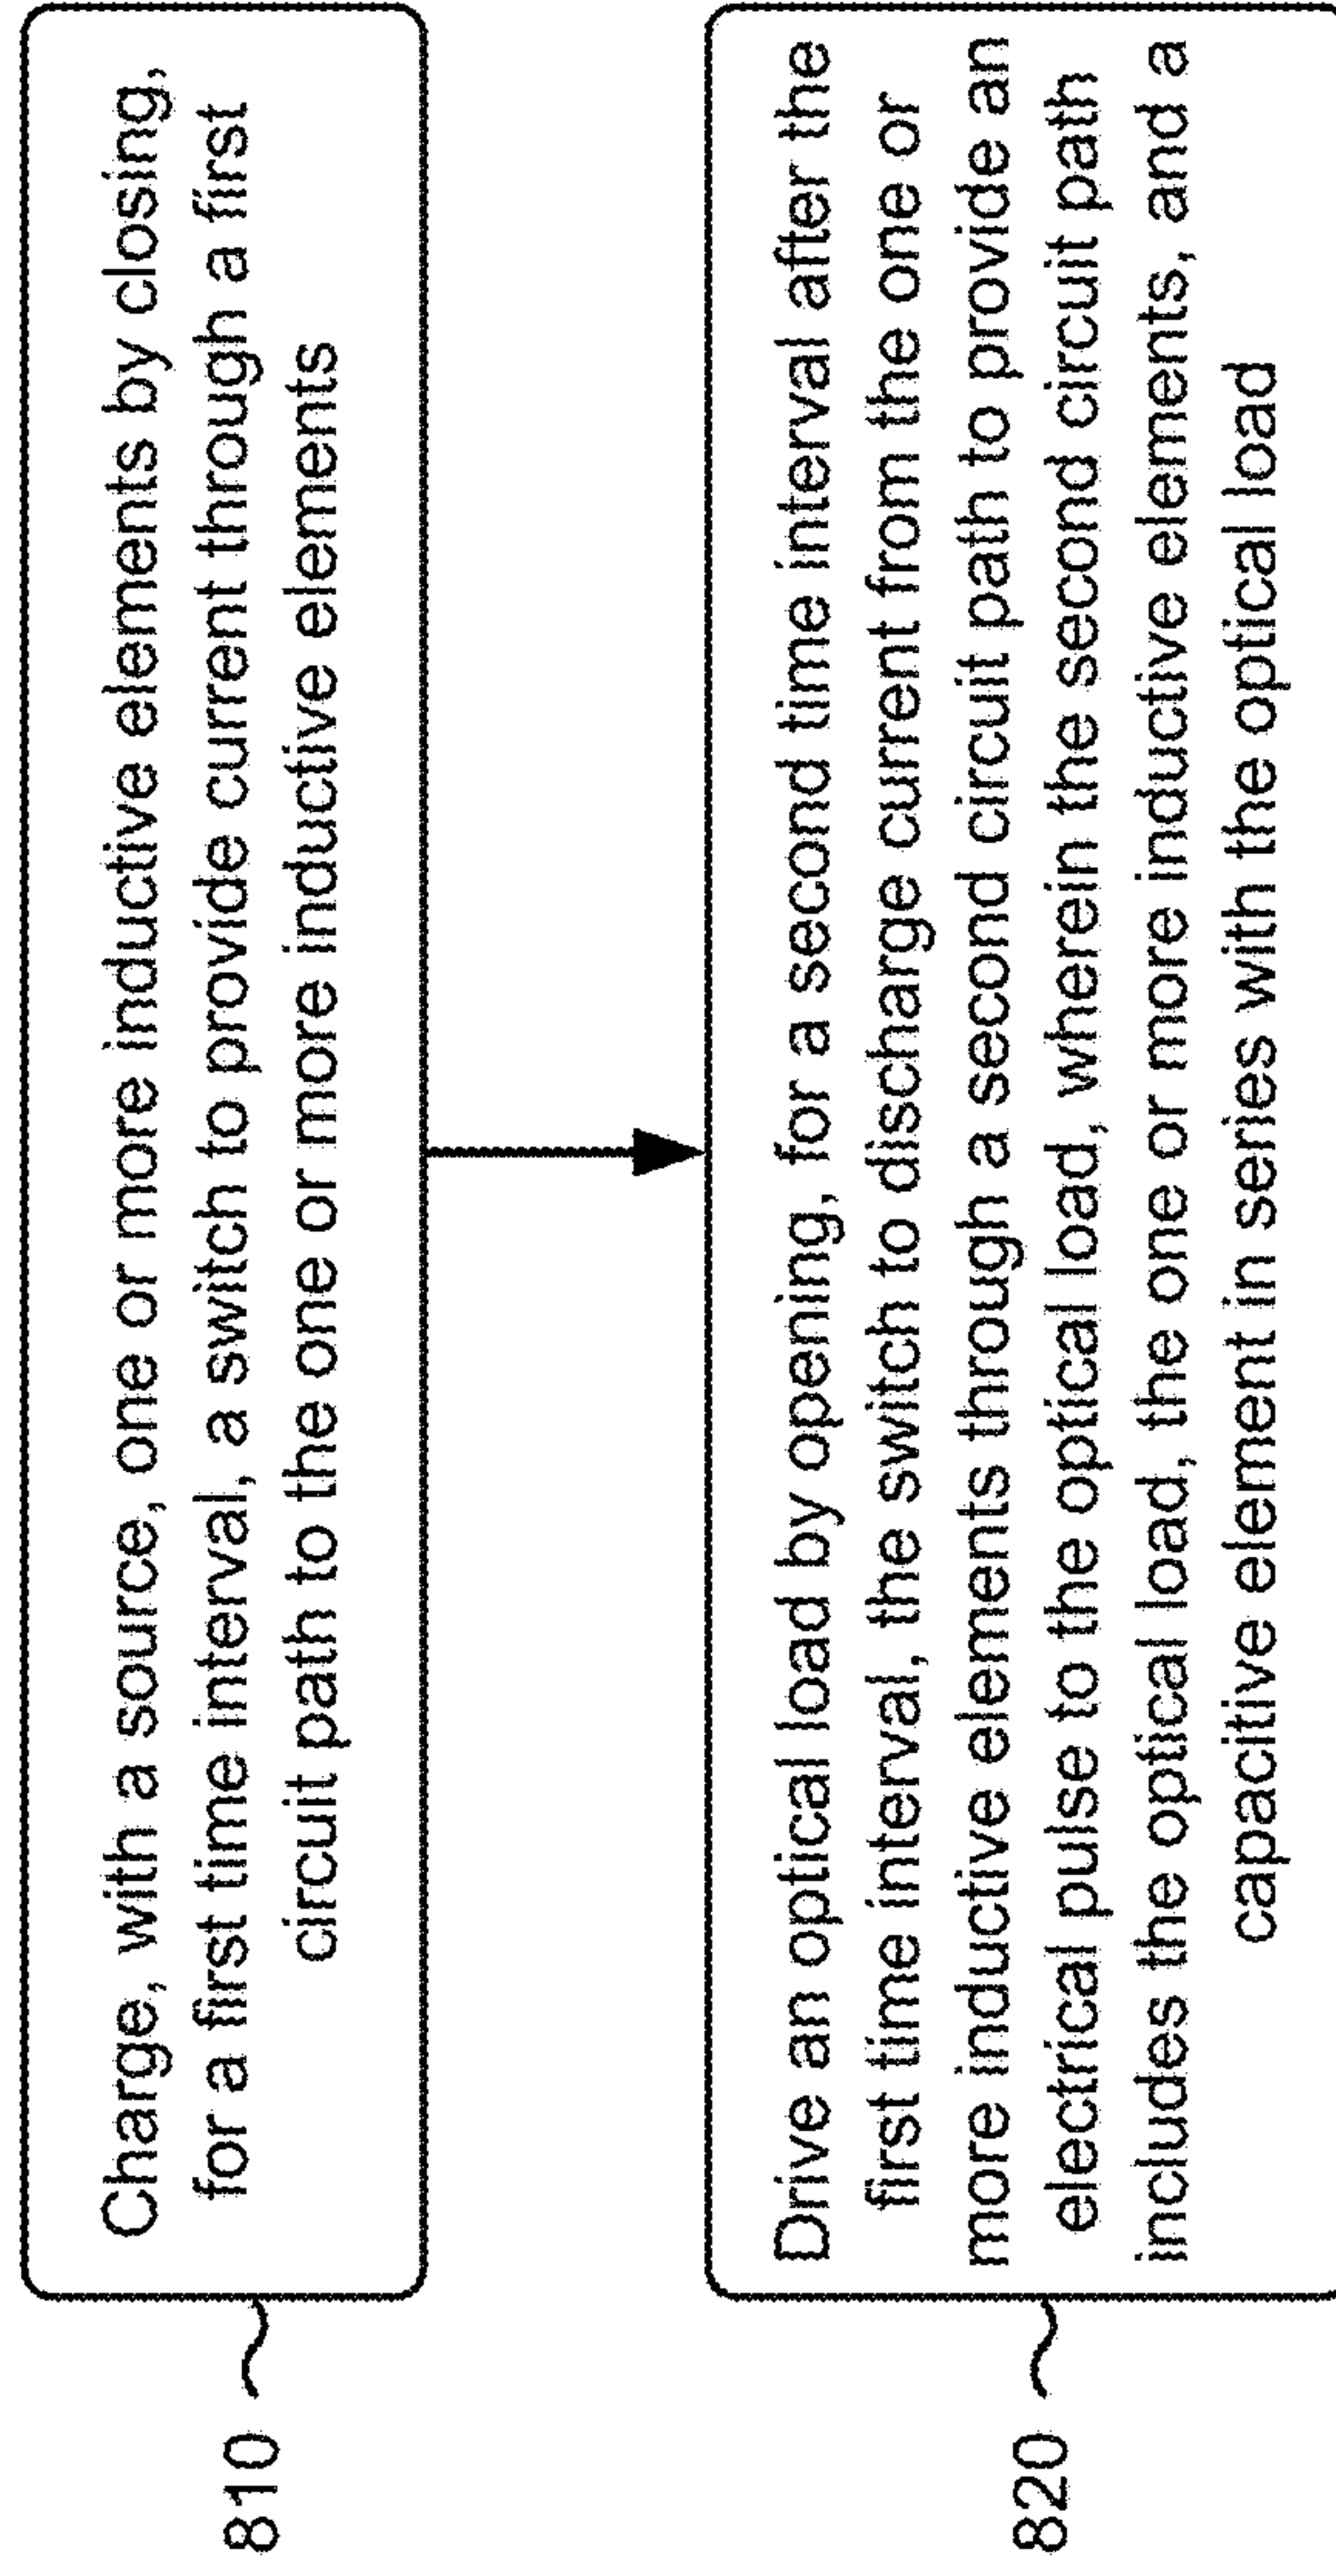 810
Charge, with a source, one or more inductive elements by closing,
for a first time interval, a switch to provide current through a first
circuit path to the one or more inductive elements
820
Drive an optical load by opening, for a second time interval after the
first time interval, the switch to discharge current from the one or
more inductive elements through a second circuit path to provide an
electrical pulse to the optical load, wherein the second circuit path
includes the optical load, the one or more inductive elements, and a
capacitive element in series with the optical load